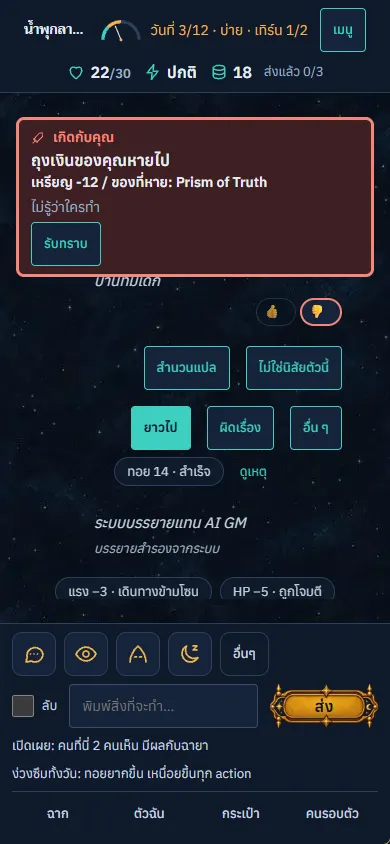 น้ำพุกลา...
วันที่ 3/12 · บ่าย · เทิร์น 1/2
เมนู
22/30 ปกติ 18 ส่งแล้ว 0/3
เกิดกับคุณ
ถุงเงินของคุณหายไป
เหรียญ -12 / ของที่หาย: Prism of Truth
ไม่รู้ว่าใครทำ
รับทราบ
สำนวนแปล ไม่ใช่นิสัยตัวนี้
ยาวไป ผิดเรื่อง อื่น ๆ
ทอย 14 · สำเร็จ ดูเหตุ
ระบบบรรยายแทน AI GM
บรรยายสำรองจากระบบ
แรง −3 · เดินทางข้ามโซน HP −5 · ถูกโจมตี
อื่นๆ
ลับ พิมพ์สิ่งที่จะทำ... ส่ง
เปิดเผย: คนที่นี่ 2 คนเห็น มีผลกับฉายา
ง่วงซึมทั้งวัน: ทอยยากขึ้น เหนื่อยขึ้นทุก action
ฉาก ตัวฉัน กระเป๋า คนรอบตัว